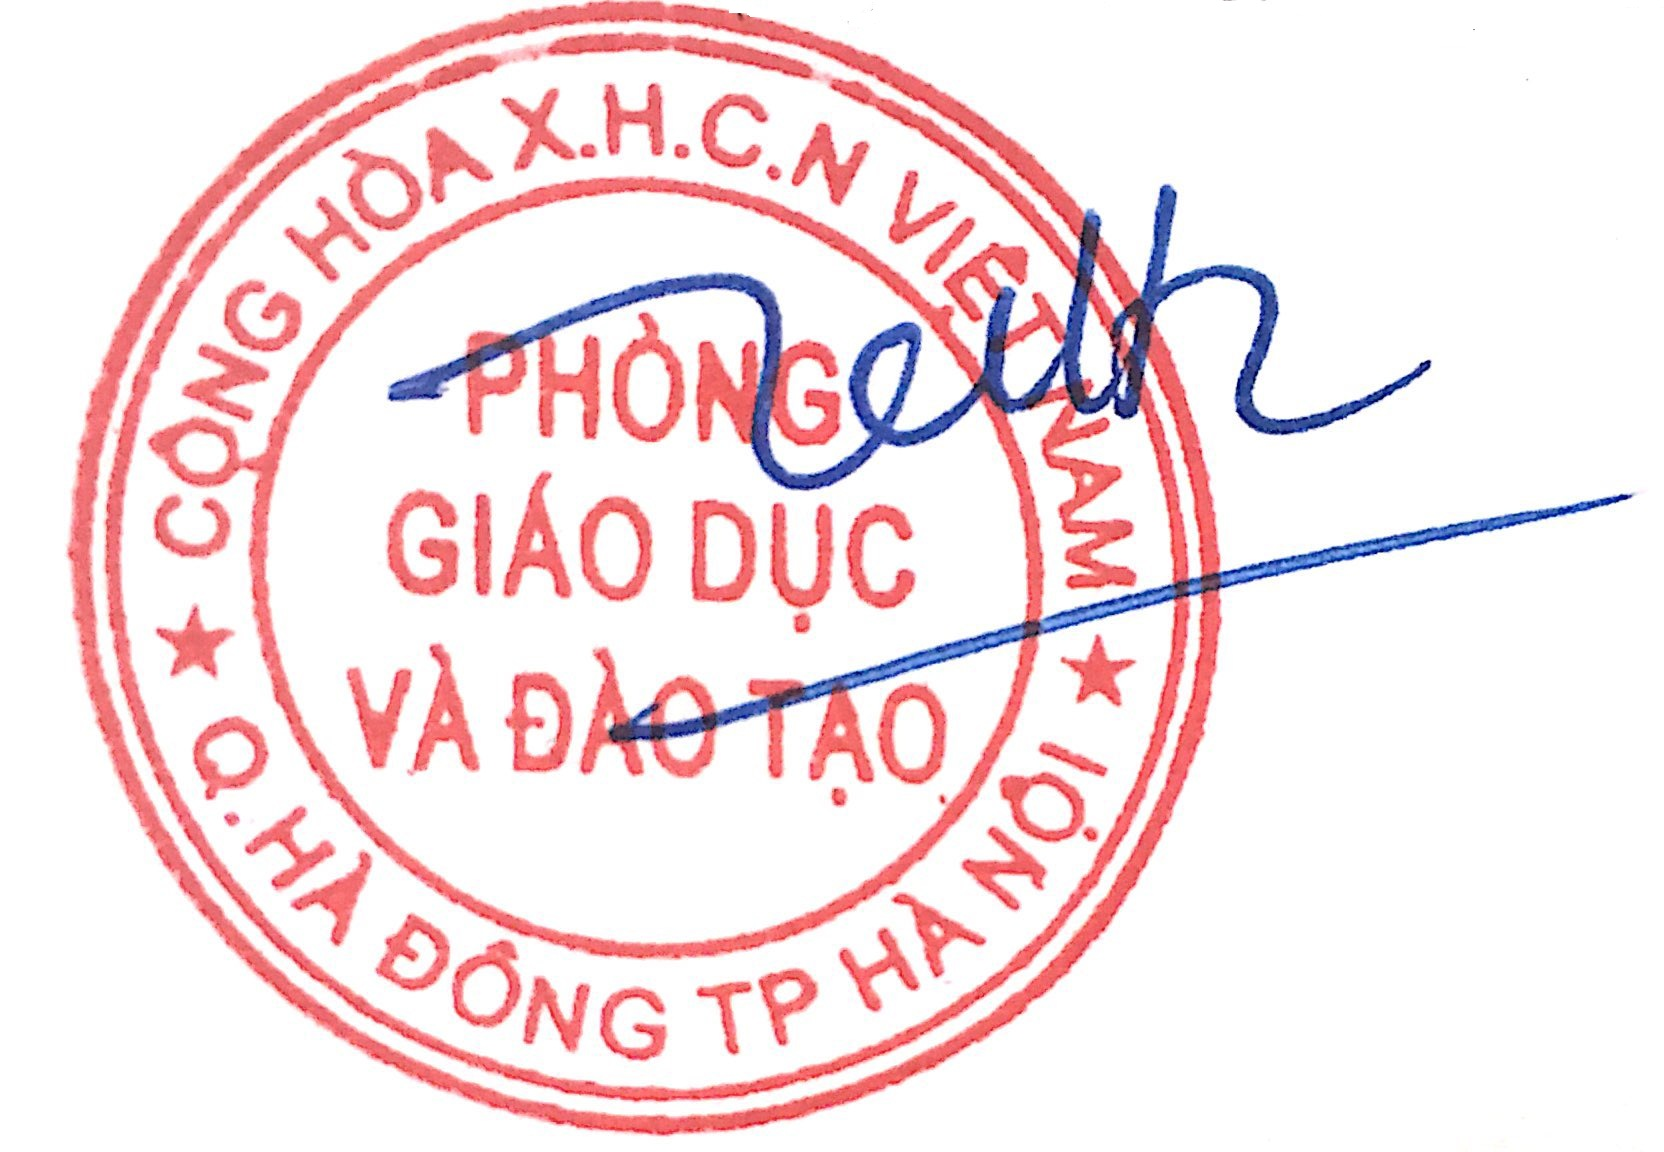 CỘNG HÒA X.H.C.N VIỆT NAM
PHÒNG
GIÁO DỤC
VÀ ĐÀO TẠO
★ Q. HÀ ĐÔNG TP HÀ NỘI ★